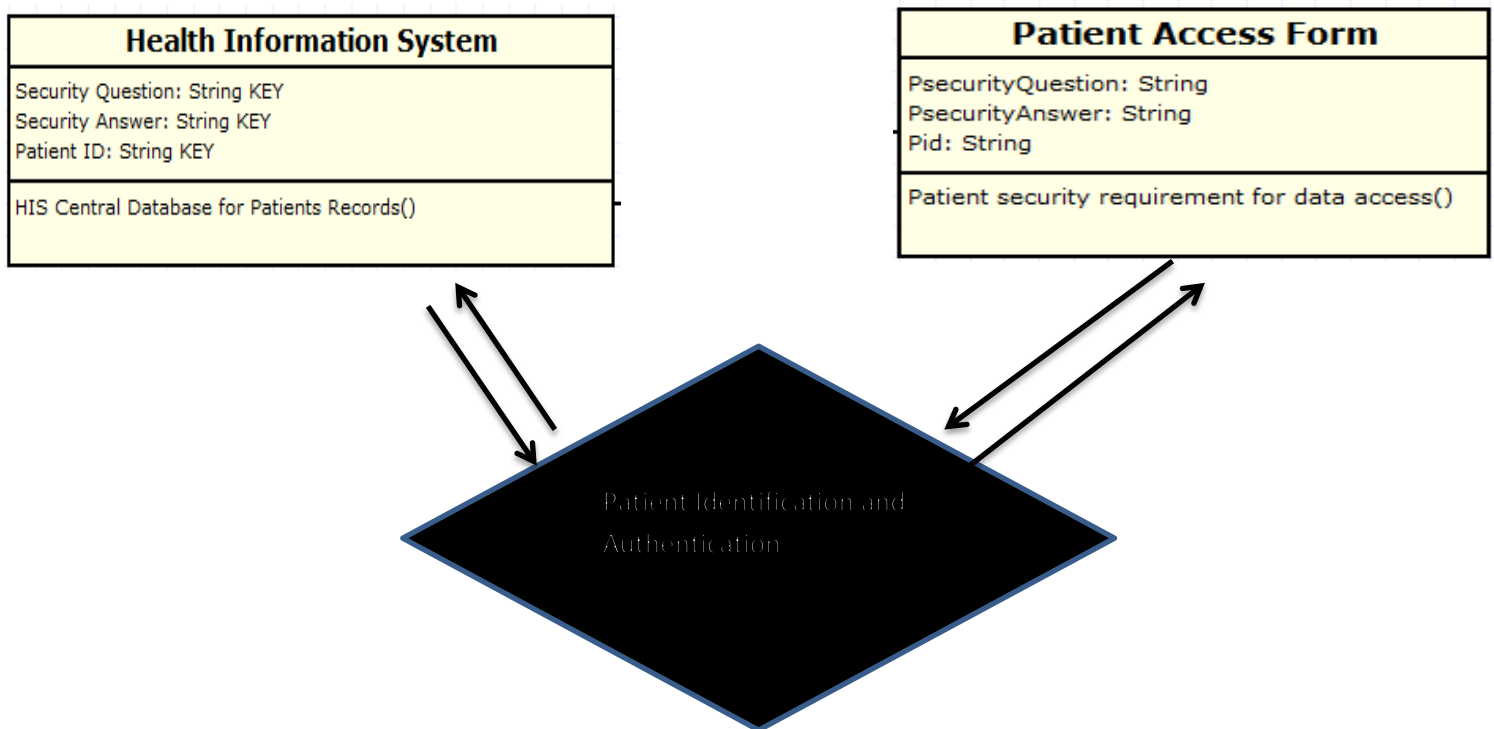 Health Information System
Security Question: String KEY
Security Answer: String KEY
Patient ID: String KEY
HIS Central Database for Patients Records()
Patient Access Form
PsecurityQuestion: String
PsecurityAnswer: String
Pid: String
Patient security requirement for data access()
Patient Identification and
Authentication